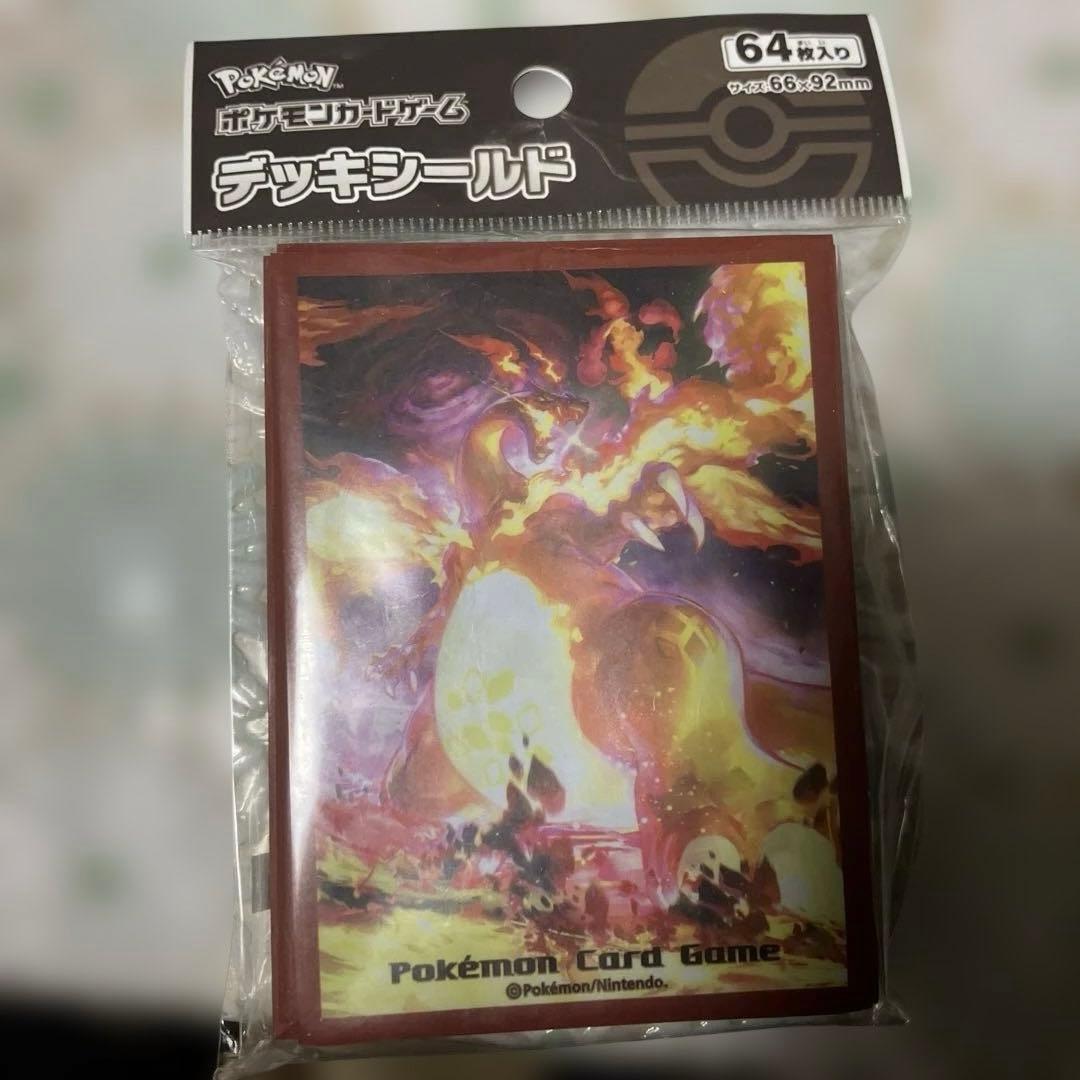 POKéMON™
ポケモンカードゲーム
デッキシールド
64枚入り
サイズ:66×92mm
Pokémon Card Game
©Pokémon/Nintendo.